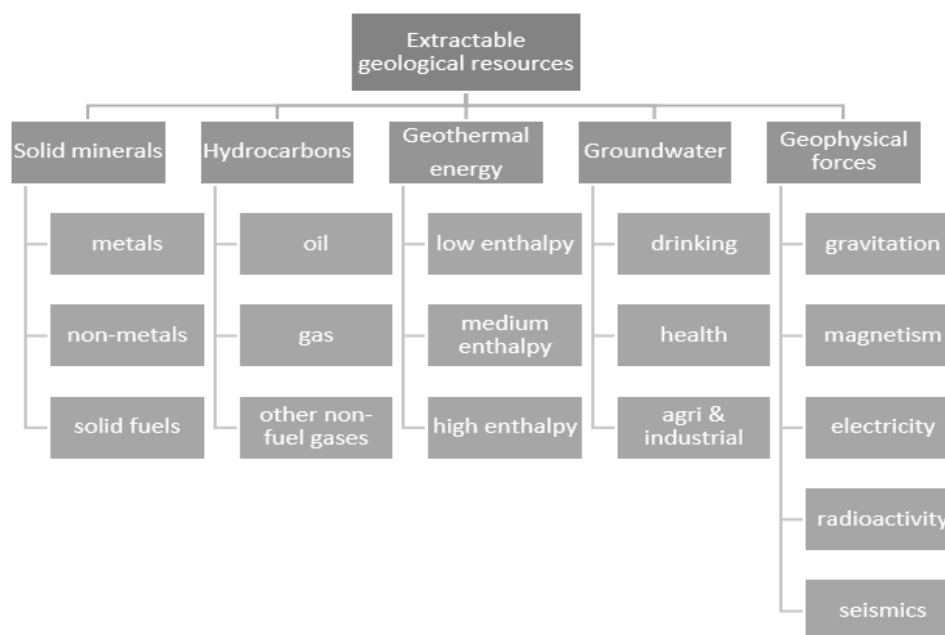 Extractable
geological resources
Solid minerals
metals
non-metals
solid fuels
Hydrocarbons
oil
gas
other non-
fuel gases
Geothermal
energy
low enthalpy
medium
enthalpy
high enthalpy
Groundwater
drinking
health
agri &
industrial
Geophysical
forces
gravitation
magnetism
electricity
radioactivity
seismics